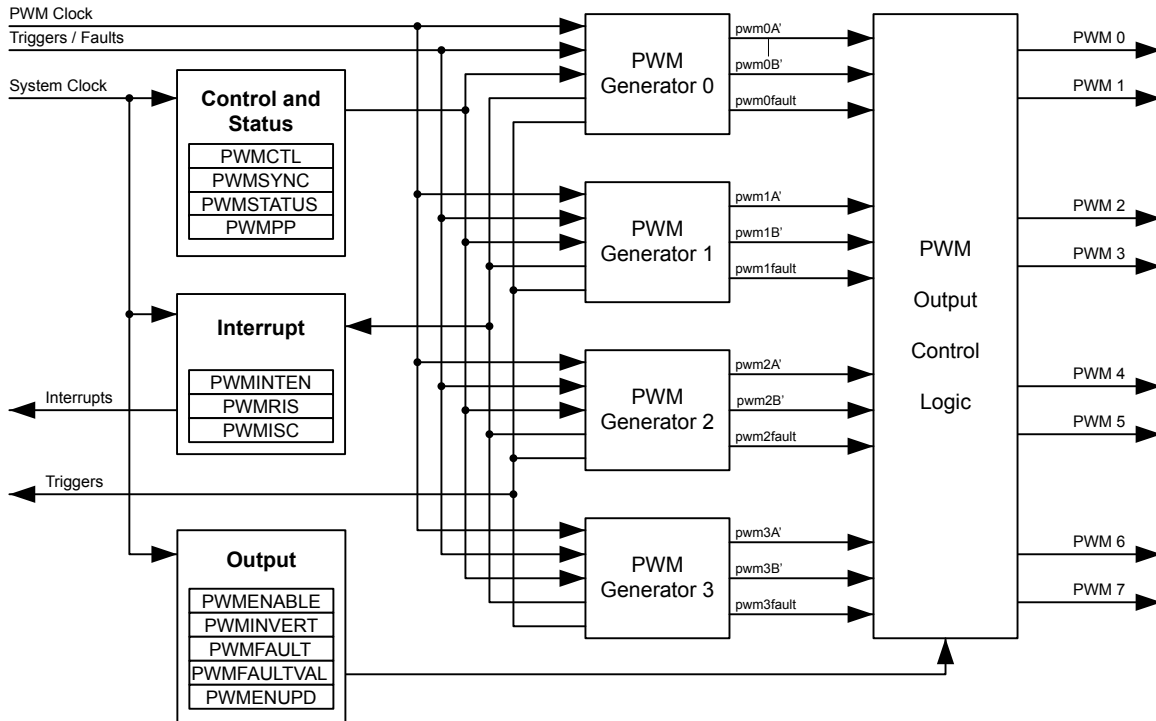 PWM Clock
Triggers / Faults
System Clock
Control and
Status
PWMCTL
PWMSYNC
PWMSTATUS
PWMPP
Interrupt
PWMINTEN
PWMRIS
PWMISC
Interrupts
Triggers
Output
PWMENABLE
PWMINVERT
PWMFAULT
PWMFAULTVAL
PWMENUPD
PWM
Generator 0
pwm0A’
pwm0B’
pwm0fault
PWM
Generator 1
pwm1A’
pwm1B’
pwm1fault
PWM
Generator 2
pwm2A’
pwm2B’
pwm2fault
PWM
Generator 3
pwm3A’
pwm3B’
pwm3fault
PWM
Output
Control
Logic
PWM 0
PWM 1
PWM 2
PWM 3
PWM 4
PWM 5
PWM 6
PWM 7